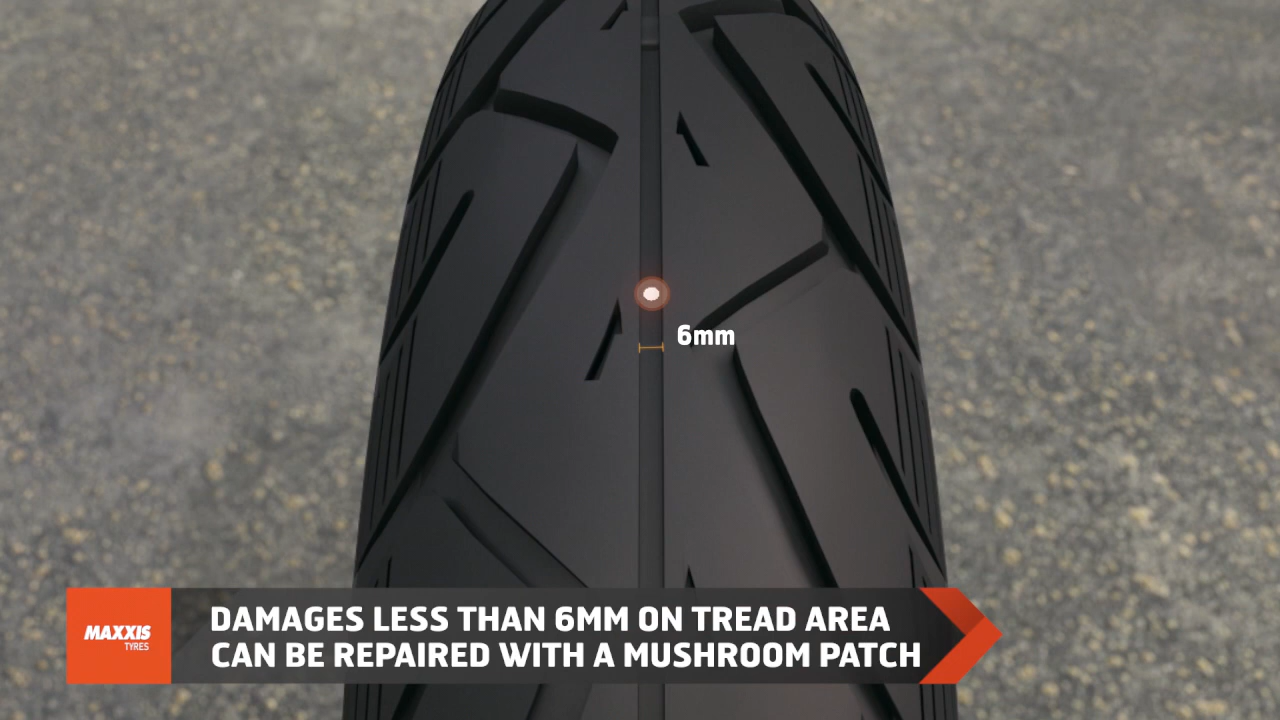 6mm
MAXXIS
TYRES
DAMAGES LESS THAN 6MM ON TREAD AREA
CAN BE REPAIRED WITH A MUSHROOM PATCH